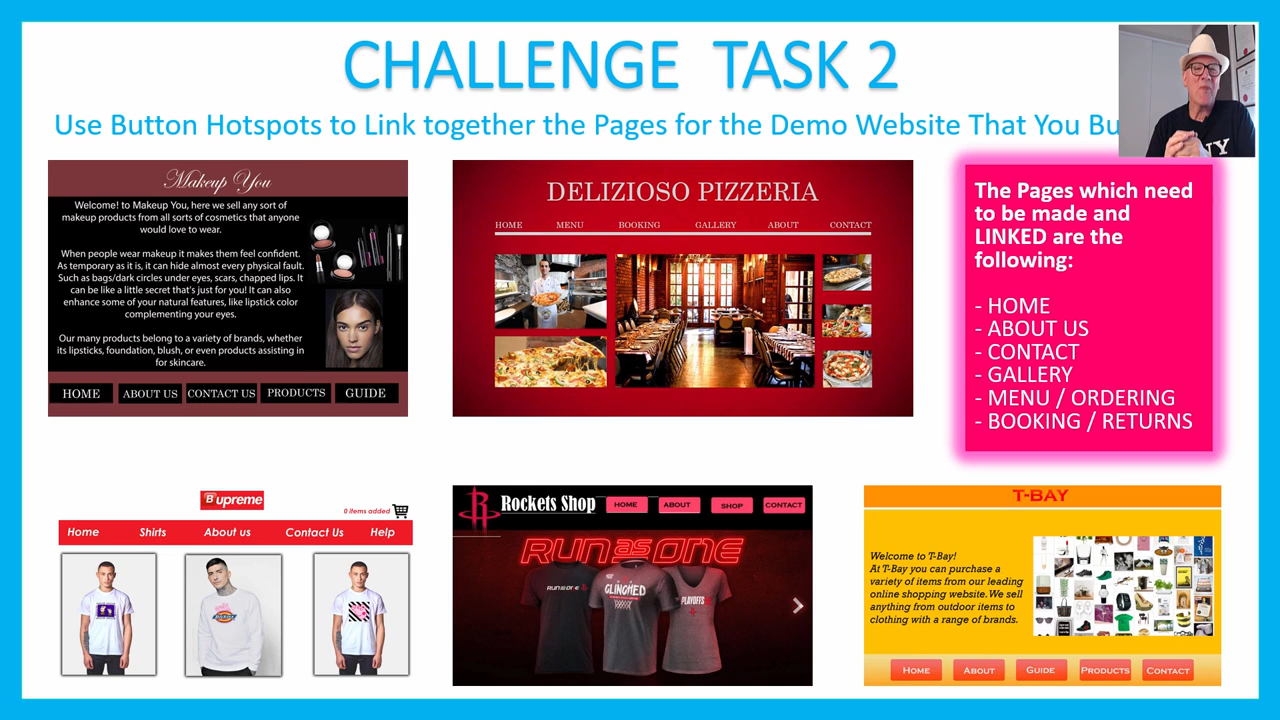 CHALLENGE TASK 2
Use Button Hotspots to Link together the Pages for the Demo Website That You Bu
NY
Makeup You
Welcome! to Makeup You, here we sell any sort of
makeup products from all sorts of cosmetics that anyone
would love to wear.
When people wear makeup it makes them feel confident.
As temporary as it is, it can hide almost every physical fault.
Such as bags/dark circles under eyes, scars, chapped lips. It
can be like a little secret that's just for you! It can also
enhance some of your natural features, like lipstick color
complementing your eyes.
Our many products belong to a variety of brands, whether
its lipsticks, foundation, blush, or even products assisting in
for skincare.
HOME ABOUT US CONTACT US PRODUCTS GUIDE
DELIZIOSO PIZZERIA
HOME MENU BOOKING GALLERY ABOUT CONTACT
The Pages which need
to be made and
LINKED are the
following:
- HOME
- ABOUT US
- CONTACT
- GALLERY
- MENU / ORDERING
- BOOKING / RETURNS
Bupreme
0 items added
Home Shirts About us Contact Us Help
Rockets Shop HOME ABOUT SHOP CONTACT
RUN AS ONE
RUN AS ONE
CLINCHED
PLAYOFFS
T-BAY
Welcome to T-Bay!
At T-Bay you can purchase a
variety of items from our leading
online shopping website. We sell
anything from outdoor items to
clothing with a range of brands.
HOME ABOUT GUIDE PRODUCTS CONTACT